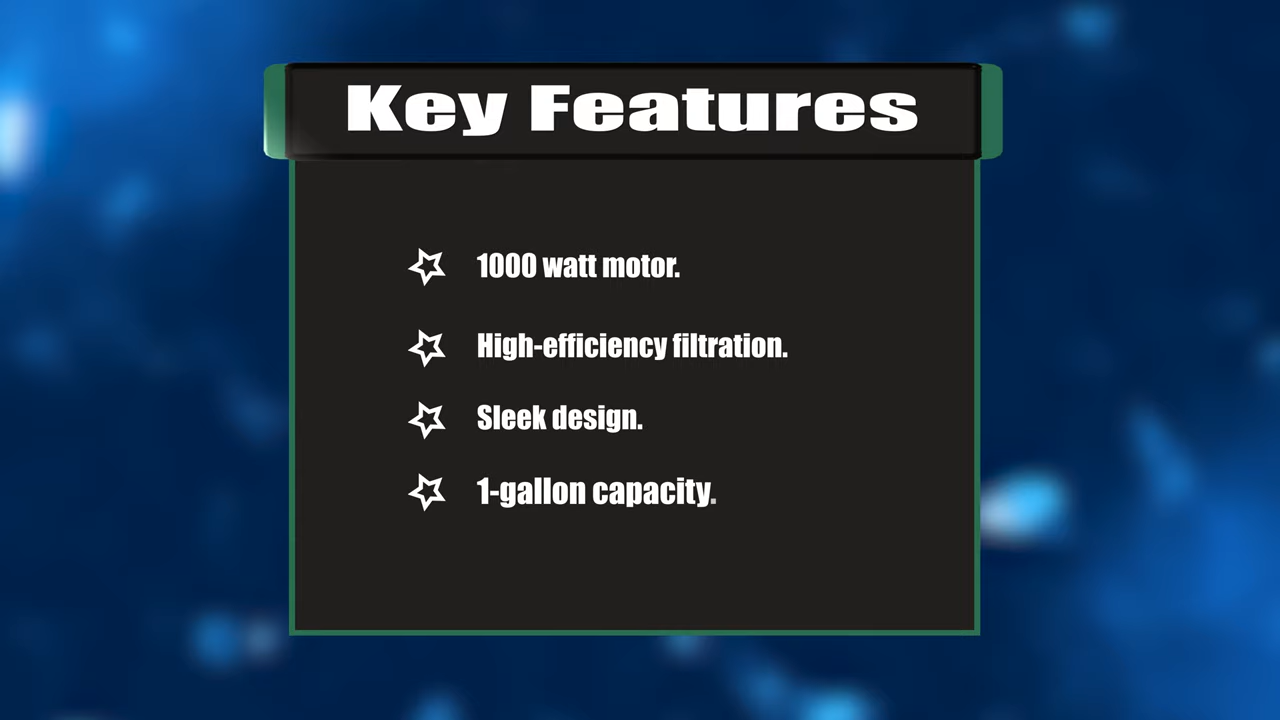 Key Features
1000 watt motor.
High-efficiency filtration.
Sleek design.
1-gallon capacity.